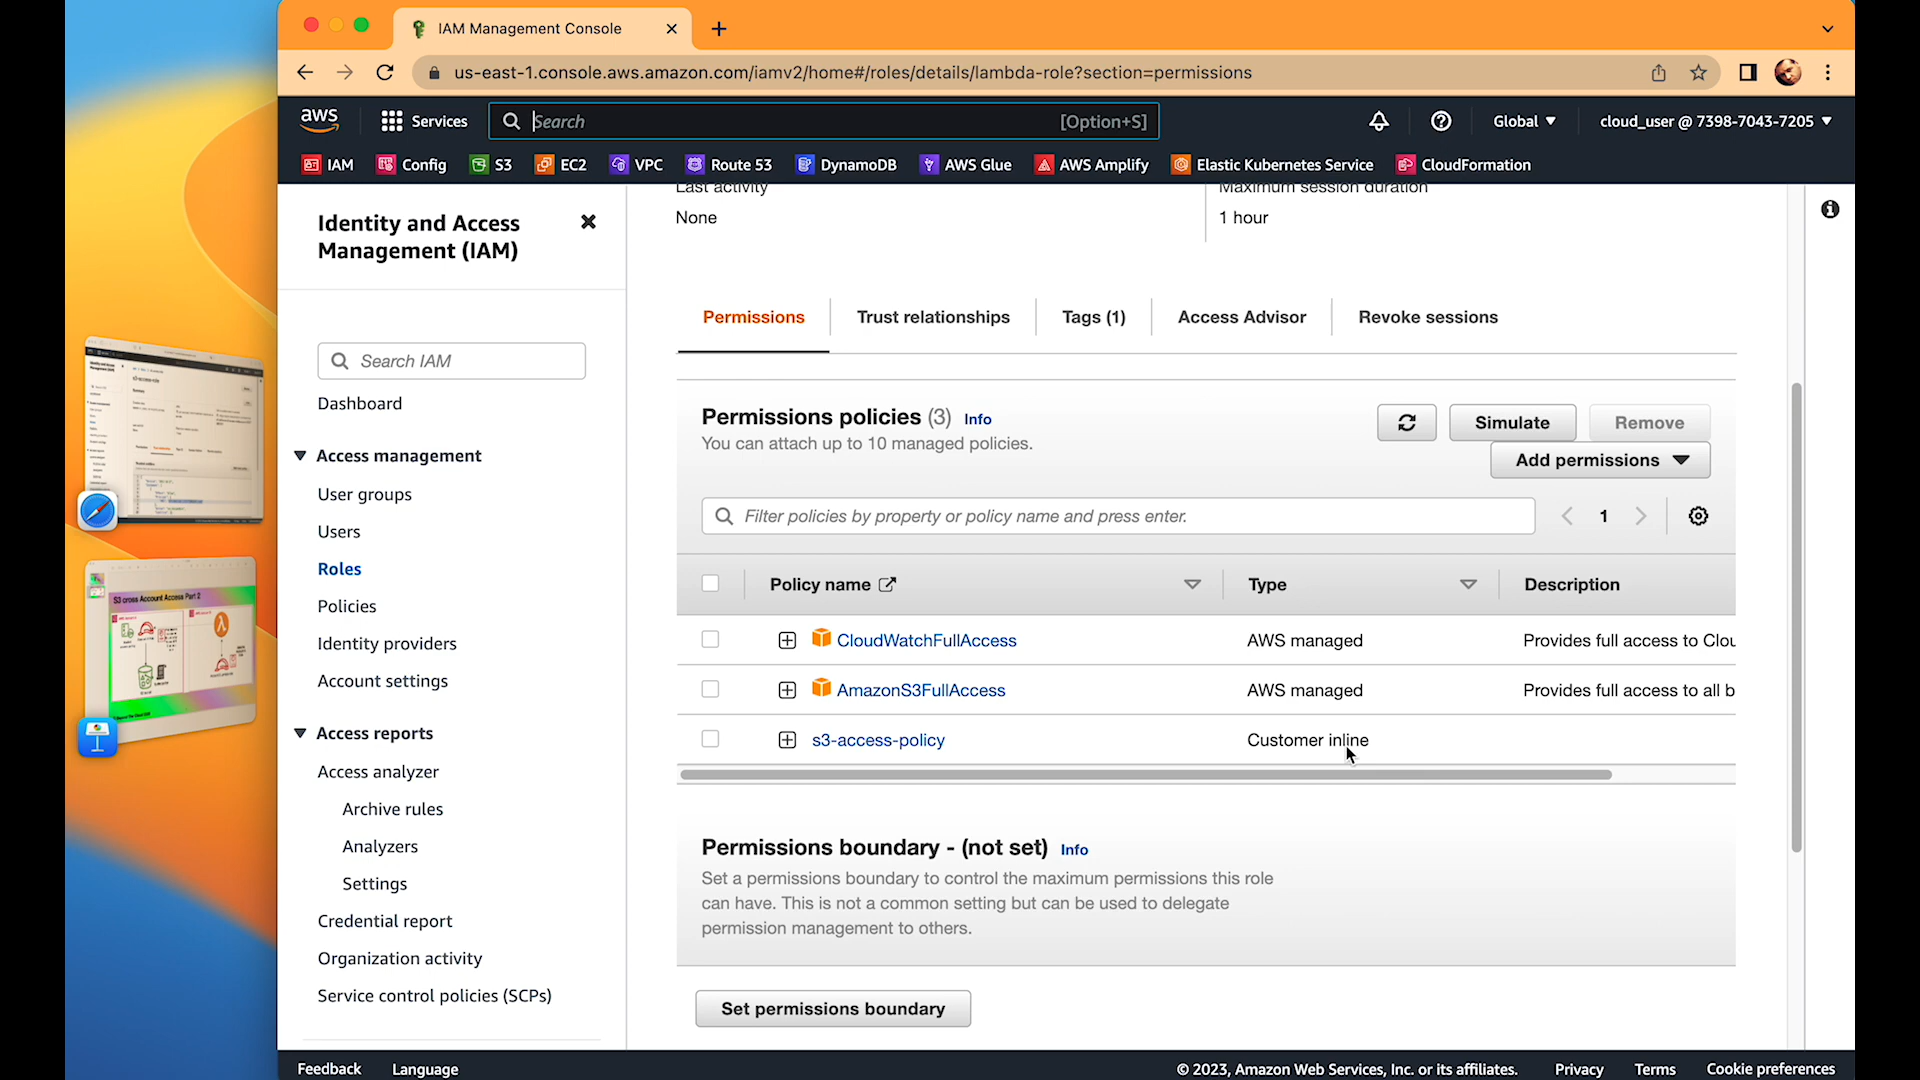 IAM Management Console
us-east-1.console.aws.amazon.com/iamv2/home#/roles/details/lambda-role?section=permissions
aws
Services
Search
[Option+S]
Global
cloud_user @ 7398-7043-7205
IAM
Config
S3
EC2
VPC
Route 53
DynamoDB
AWS Glue
AWS Amplify
Elastic Kubernetes Service
CloudFormation
Identity and Access
Management (IAM)
Search IAM
Dashboard
Access management
User groups
Users
Roles
Policies
Identity providers
Account settings
Access reports
Access analyzer
Archive rules
Analyzers
Settings
Credential report
Organization activity
Service control policies (SCPs)
Last activity
None
Maximum session duration
1 hour
Permissions
Trust relationships
Tags (1)
Access Advisor
Revoke sessions
Permissions policies (3) Info
You can attach up to 10 managed policies.
Simulate
Remove
Add permissions
Filter policies by property or policy name and press enter.
1
Policy name
Type
Description
CloudWatchFullAccess
AWS managed
Provides full access to Clou
AmazonS3FullAccess
AWS managed
Provides full access to all b
s3-access-policy
Customer inline
Permissions boundary - (not set) Info
Set a permissions boundary to control the maximum permissions this role
can have. This is not a common setting but can be used to delegate
permission management to others.
Set permissions boundary
S3 cross Account Access Part 2
Feedback
Language
© 2023, Amazon Web Services, Inc. or its affiliates.
Privacy
Terms
Cookie preferences